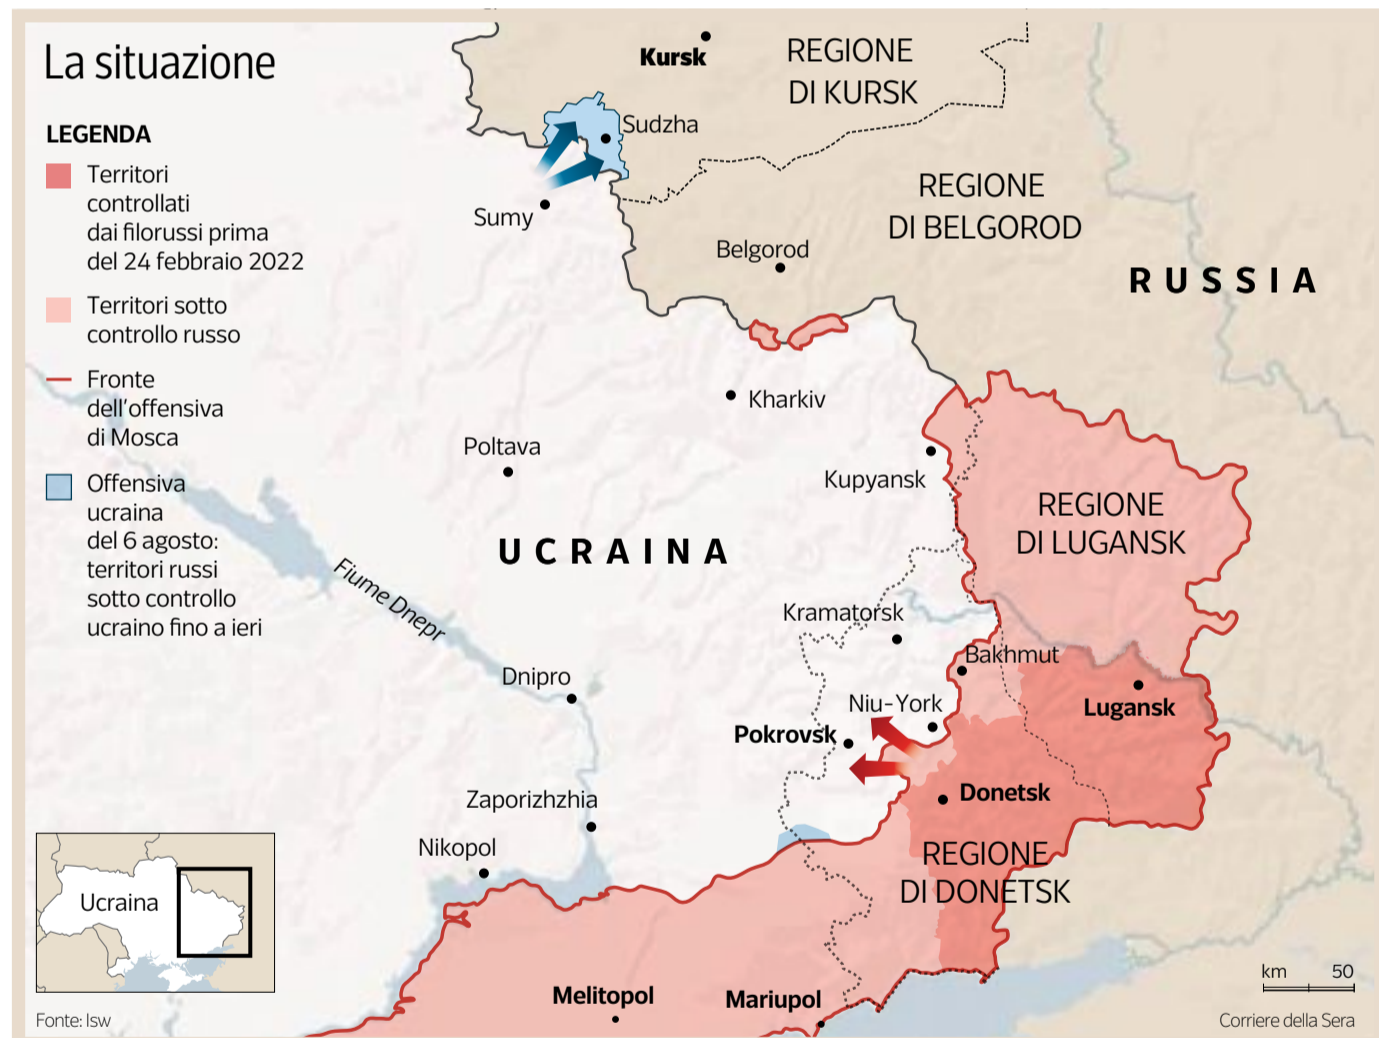 La situazione
LEGENDA
Territori
controllati
dai filorussi prima
del 24 febbraio 2022
Territori sotto
controllo russo
Fronte
dell'offensiva
di Mosca
Offensiva
ucraina
del 6 agosto:
territori russi
sotto controllo
ucraino fino a ieri
Kursk
REGIONE
DI KURSK
Sudzha
Sumy
REGIONE
DI BELGOROD
Belgorod
RUSSIA
Kharkiv
Poltava
Kupyansk
REGIONE
DI LUGANSK
UCRAINA
Fiume Dnepr
Kramatorsk
Bakhmut
Dnipro
Niu-York
Lugansk
Pokrovsk
Donetsk
Zaporizhzhia
Nikopol
REGIONE
DI DONETSK
Ucraina
Melitopol
Mariupol
km 50
Fonte: Isw
Corriere della Sera